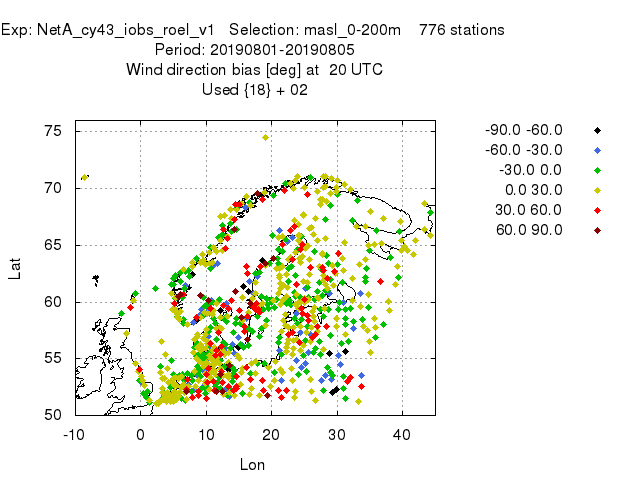 Exp: NetA_cy43_iobs_roel_v1   Selection: masl_0-200m    776 stations
Period: 20190801-20190805
Wind direction bias [deg] at  20 UTC
Used {18} + 02
75
70
65
60
55
50
Lat
-10 0 10 20 30 40
Lon
-90.0 -60.0
-60.0 -30.0
-30.0 0.0
0.0 30.0
30.0 60.0
60.0 90.0